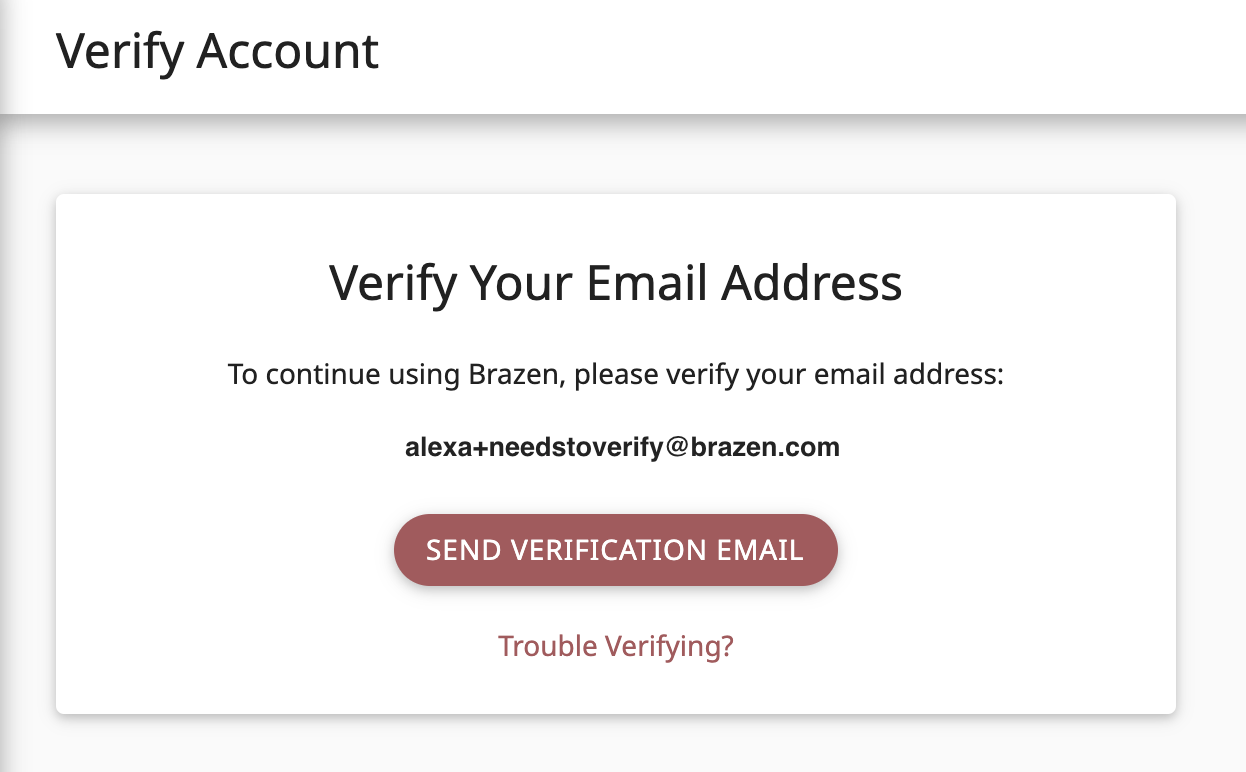 Verify Account
Verify Your Email Address
To continue using Brazen, please verify your email address:
alexa+needstoverify@brazen.com
SEND VERIFICATION EMAIL
Trouble Verifying?